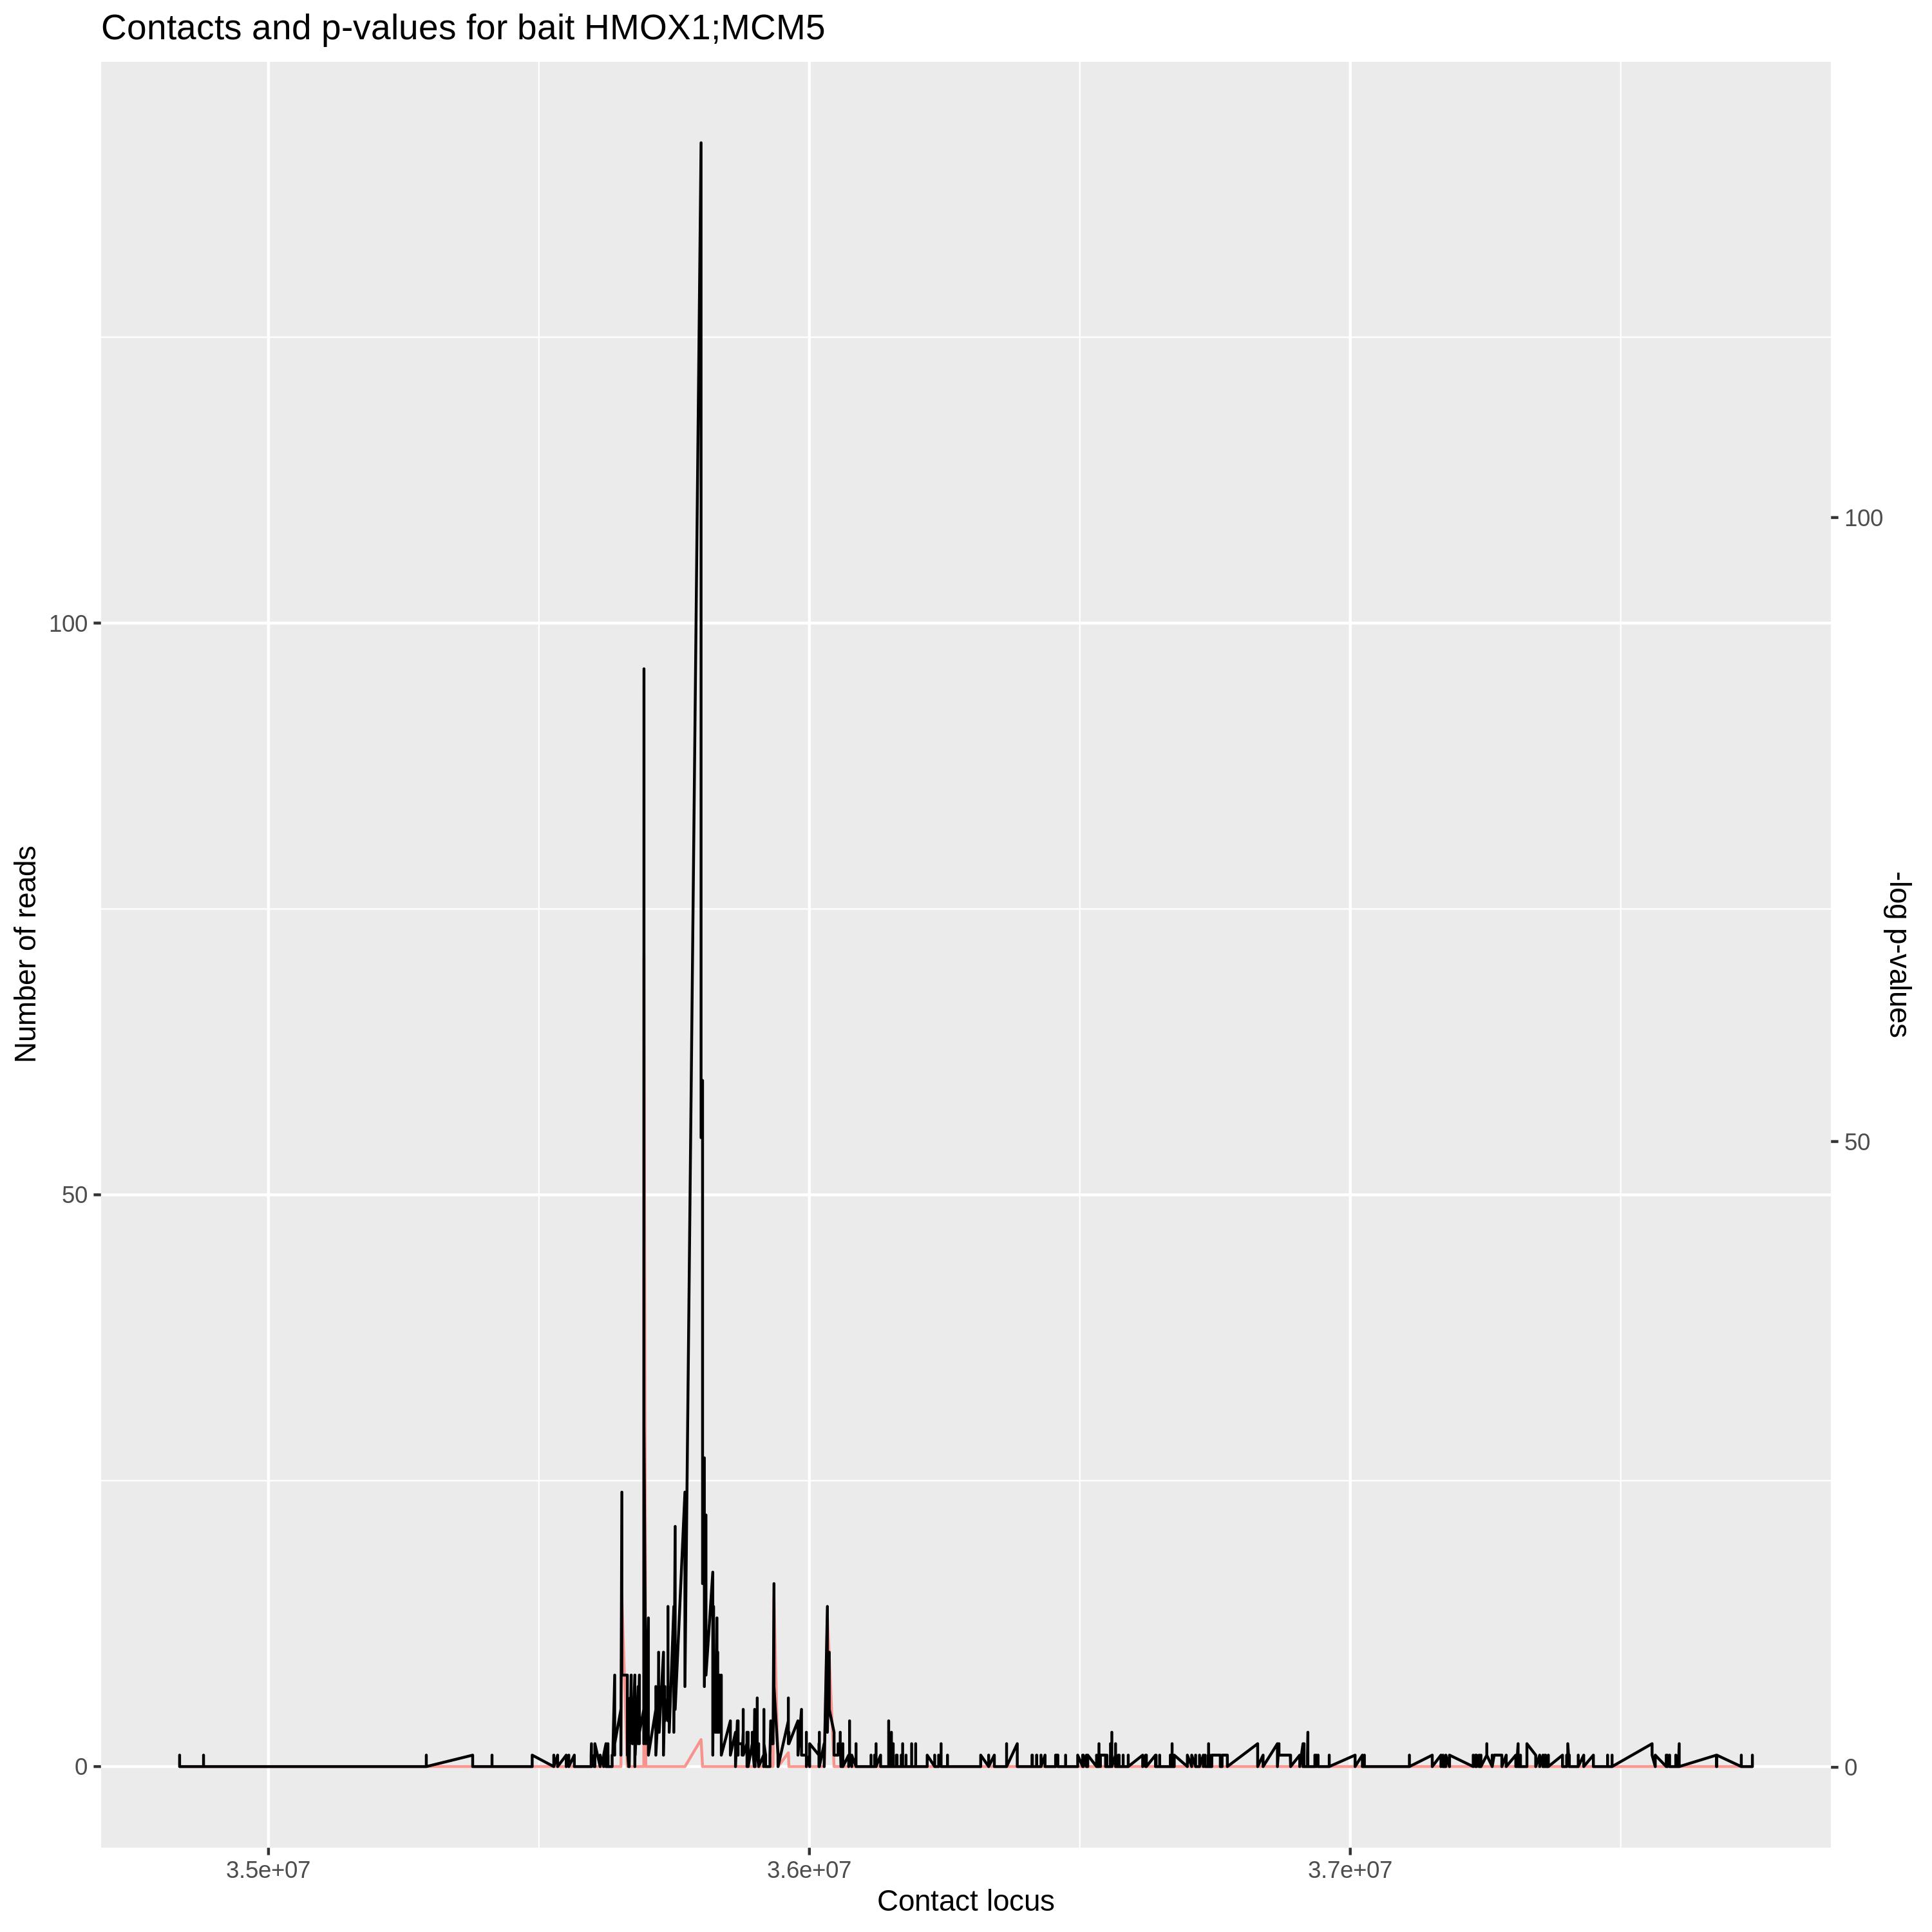 Contacts and p-values for bait HMOX1;MCM5
Number of reads
100
50
0
100
50
0
-log p-values
3.5e+07
3.6e+07
3.7e+07
Contact locus